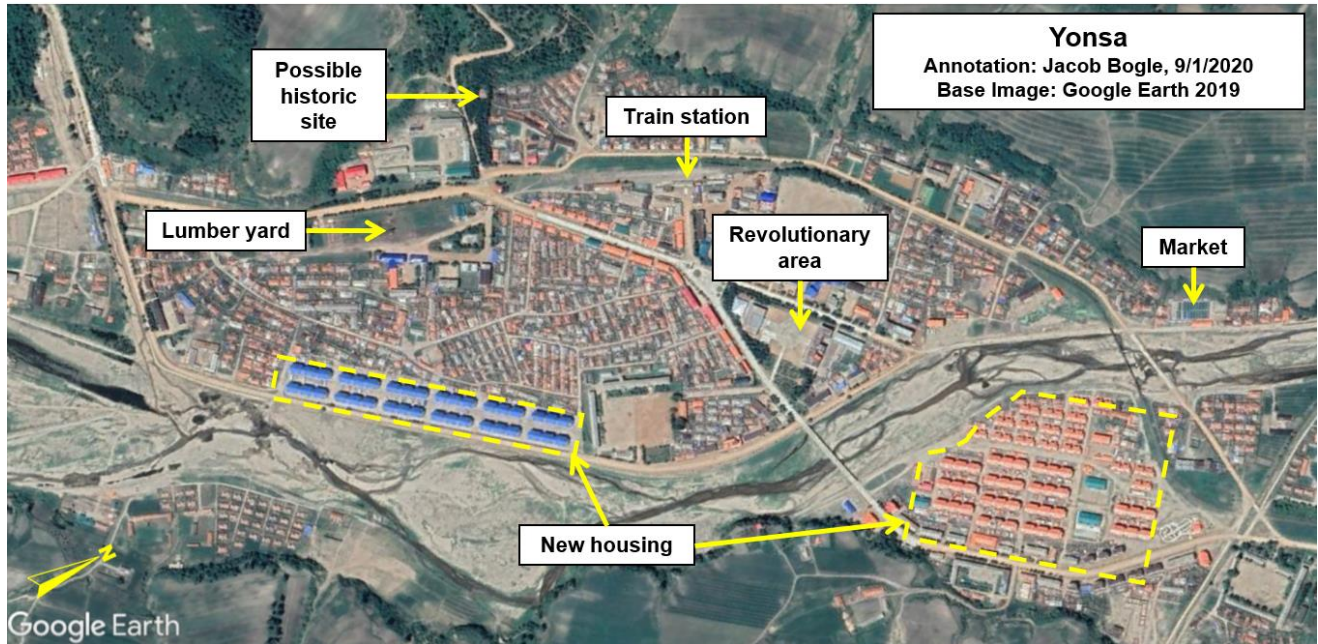 Yonsa
Annotation: Jacob Bogle, 9/1/2020
Base Image: Google Earth 2019
Possible
historic
site
Train station
Lumber yard
Revolutionary
area
Market
New housing
N
Google Earth